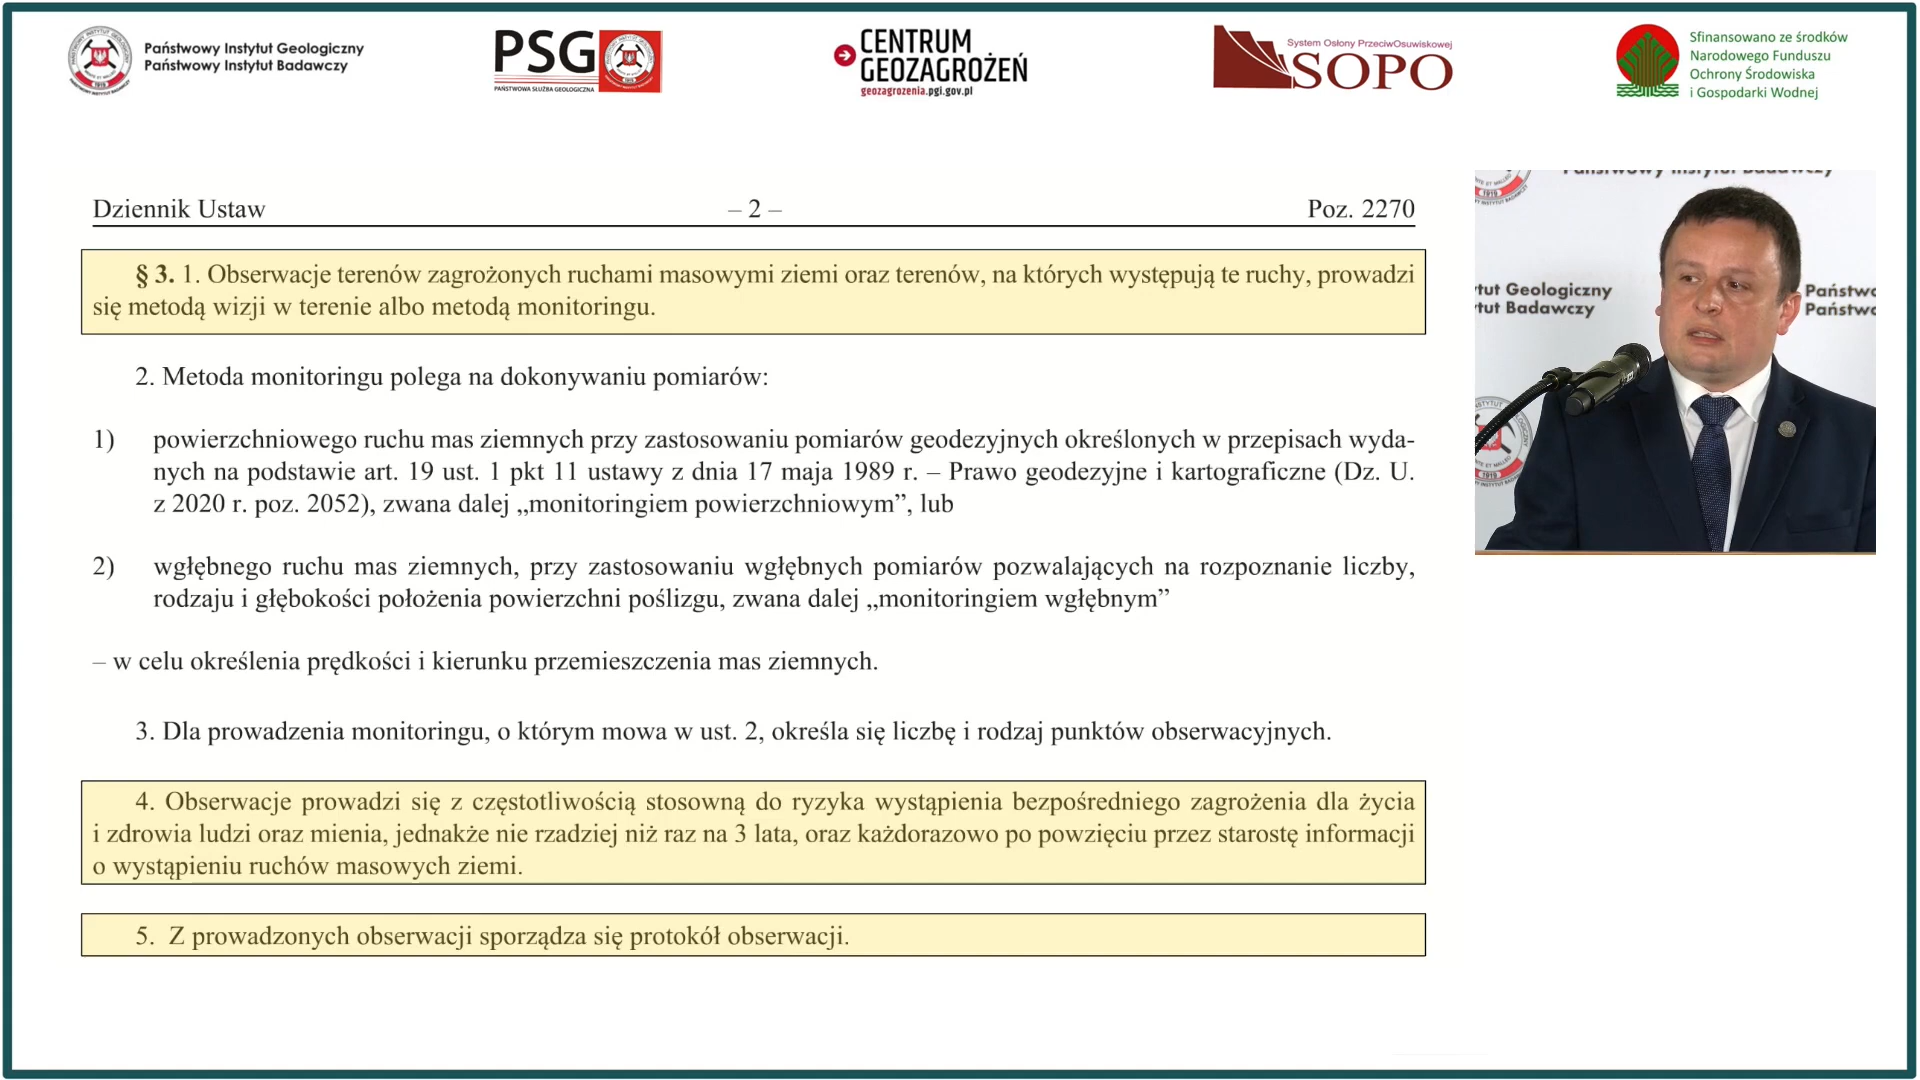 Państwowy Instytut Geologiczny
Państwowy Instytut Badawczy
PSG
PAŃSTWOWA SŁUŻBA GEOLOGICZNA
CENTRUM
GEOZAGROŻEŃ
geozagrozenia.pgi.gov.pl
System Osłony PrzeciwOsuwiskowej
SOPO
Sfinansowano ze środków
Narodowego Funduszu
Ochrony Środowiska
i Gospodarki Wodnej
Dziennik Ustaw – 2 – Poz. 2270
§ 3. 1. Obserwacje terenów zagrożonych ruchami masowymi ziemi oraz terenów, na których występują te ruchy, prowadzi
się metodą wizji w terenie albo metodą monitoringu.
2. Metoda monitoringu polega na dokonywaniu pomiarów:
1) powierzchniowego ruchu mas ziemnych przy zastosowaniu pomiarów geodezyjnych określonych w przepisach wyda-
nych na podstawie art. 19 ust. 1 pkt 11 ustawy z dnia 17 maja 1989 r. – Prawo geodezyjne i kartograficzne (Dz. U.
z 2020 r. poz. 2052), zwana dalej „monitoringiem powierzchniowym”, lub
2) wgłębnego ruchu mas ziemnych, przy zastosowaniu wgłębnych pomiarów pozwalających na rozpoznanie liczby,
rodzaju i głębokości położenia powierzchni poślizgu, zwana dalej „monitoringiem wgłębnym”
– w celu określenia prędkości i kierunku przemieszczenia mas ziemnych.
3. Dla prowadzenia monitoringu, o którym mowa w ust. 2, określa się liczbę i rodzaj punktów obserwacyjnych.
4. Obserwacje prowadzi się z częstotliwością stosowną do ryzyka wystąpienia bezpośredniego zagrożenia dla życia
i zdrowia ludzi oraz mienia, jednakże nie rzadziej niż raz na 3 lata, oraz każdorazowo po powzięciu przez starostę informacji
o wystąpieniu ruchów masowych ziemi.
5. Z prowadzonych obserwacji sporządza się protokół obserwacji.
tut Geologiczny
tut Badawczy
Państwo
Państwo